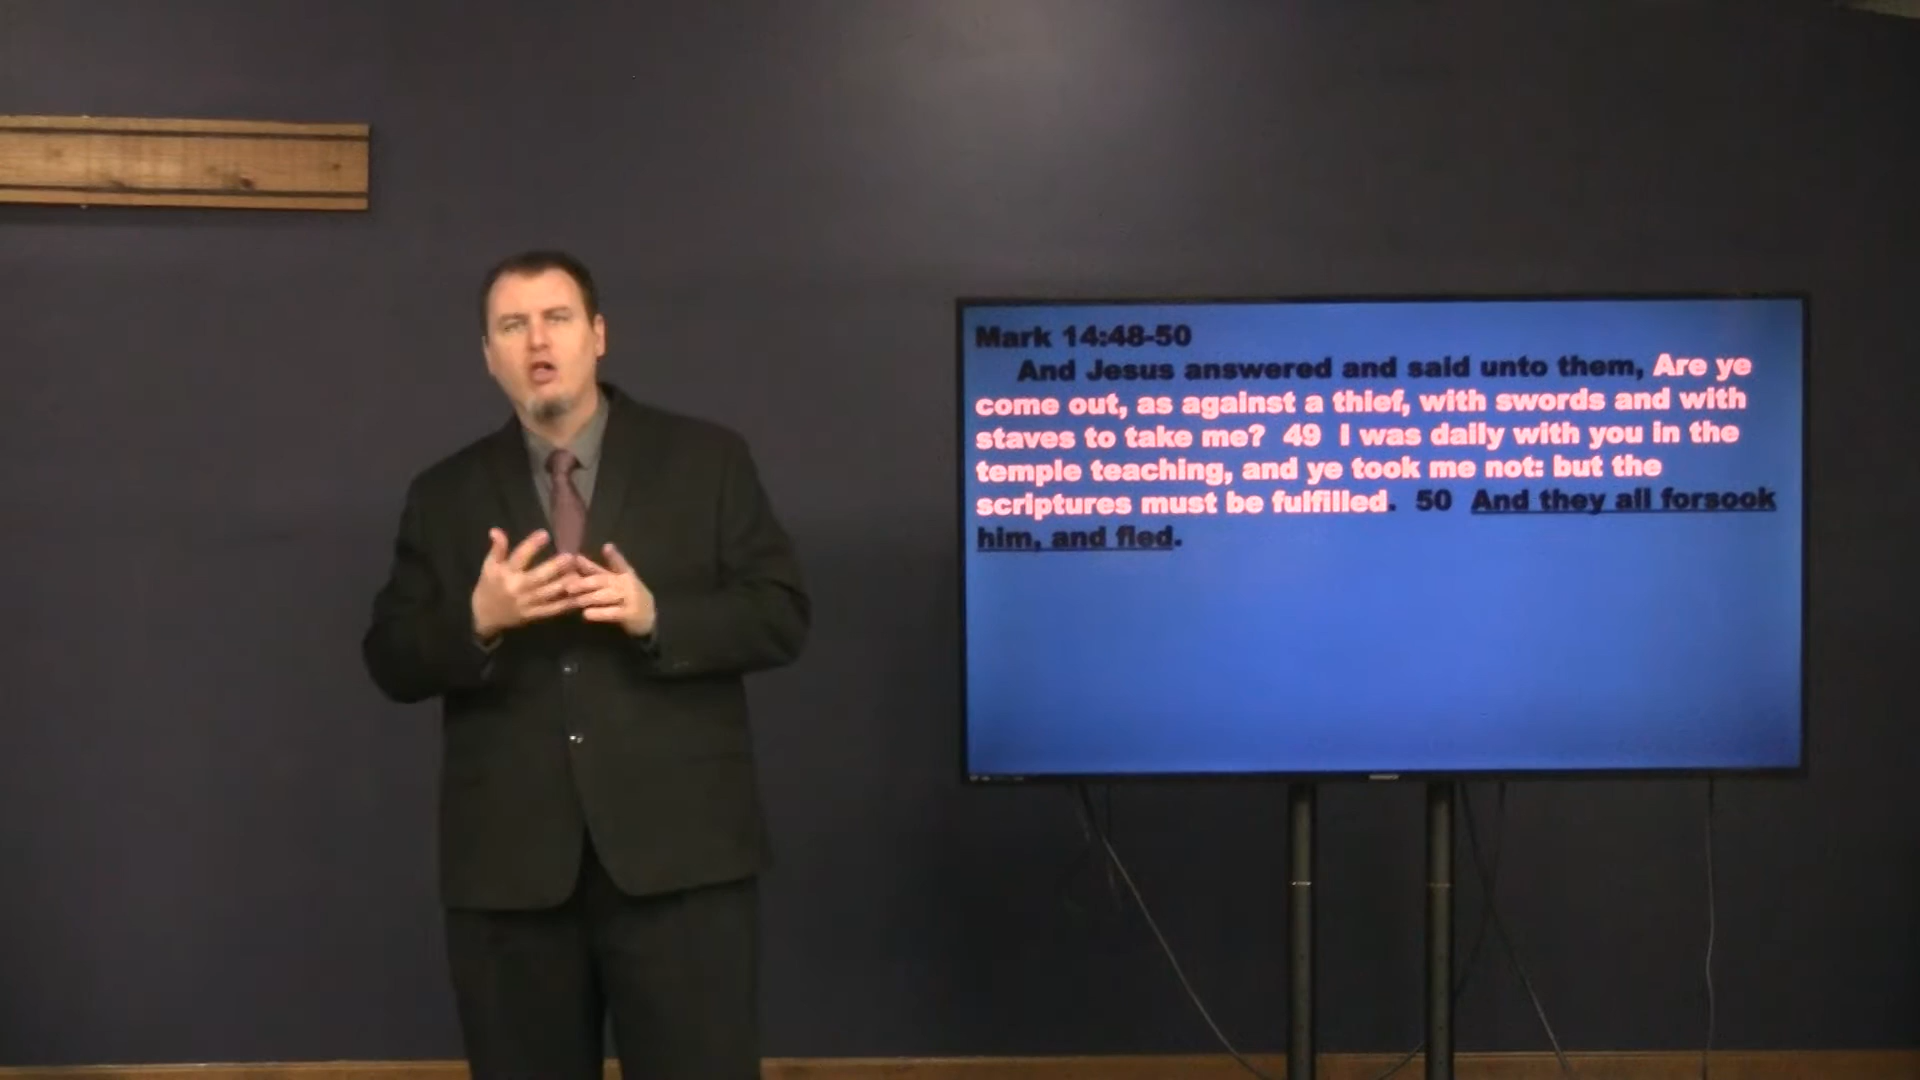 Mark 14:48-50
And Jesus answered and said unto them, Are ye
come out, as against a thief, with swords and with
staves to take me? 49 I was daily with you in the
temple teaching, and ye took me not: but the
scriptures must be fulfilled. 50 And they all forsook
him, and fled.